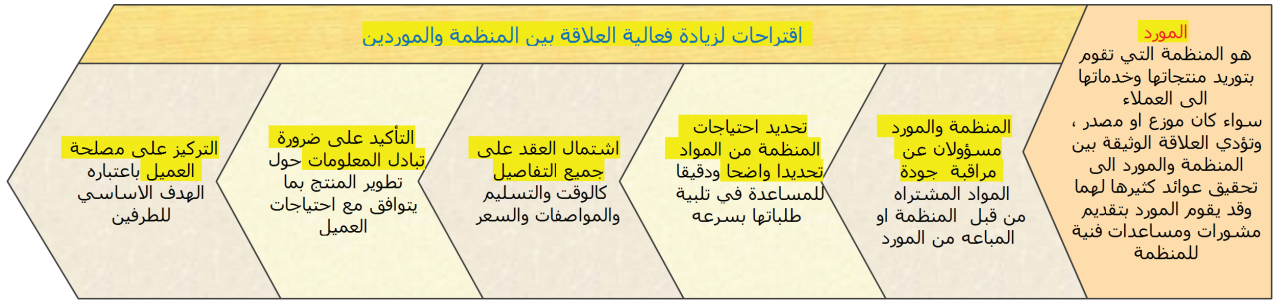 المورد
هو المنظمة التي تقوم
بتوريد منتجاتها وخدماتها
الى العملاء
سواء كان موزع او مصدر ،
وتؤدي العلاقة الوثيقة بين
المنظمة والمورد الى
تحقيق عوائد كثيرها لهما
وقد يقوم المورد بتقديم
مشورات ومساعدات فنية
للمنظمة
اقتراحات لزيادة فعالية العلاقة بين المنظمة والموردين
المنظمة والمورد
مسؤولان عن
مراقبة جودة
المواد المشتراه
من قبل المنظمة او
المباعه من المورد
تحديد احتياجات
المنظمة من المواد
تحديدا واضحا ودقيقا
للمساعدة في تلبية
طلباتها بسرعه
اشتمال العقد على
جميع التفاصيل
كالوقت والتسليم
والمواصفات والسعر
التأكيد على ضرورة
تبادل المعلومات حول
تطوير المنتج بما
يتوافق مع احتياجات
العميل
التركيز على مصلحة
العميل باعتباره
الهدف الاساسي
للطرفين